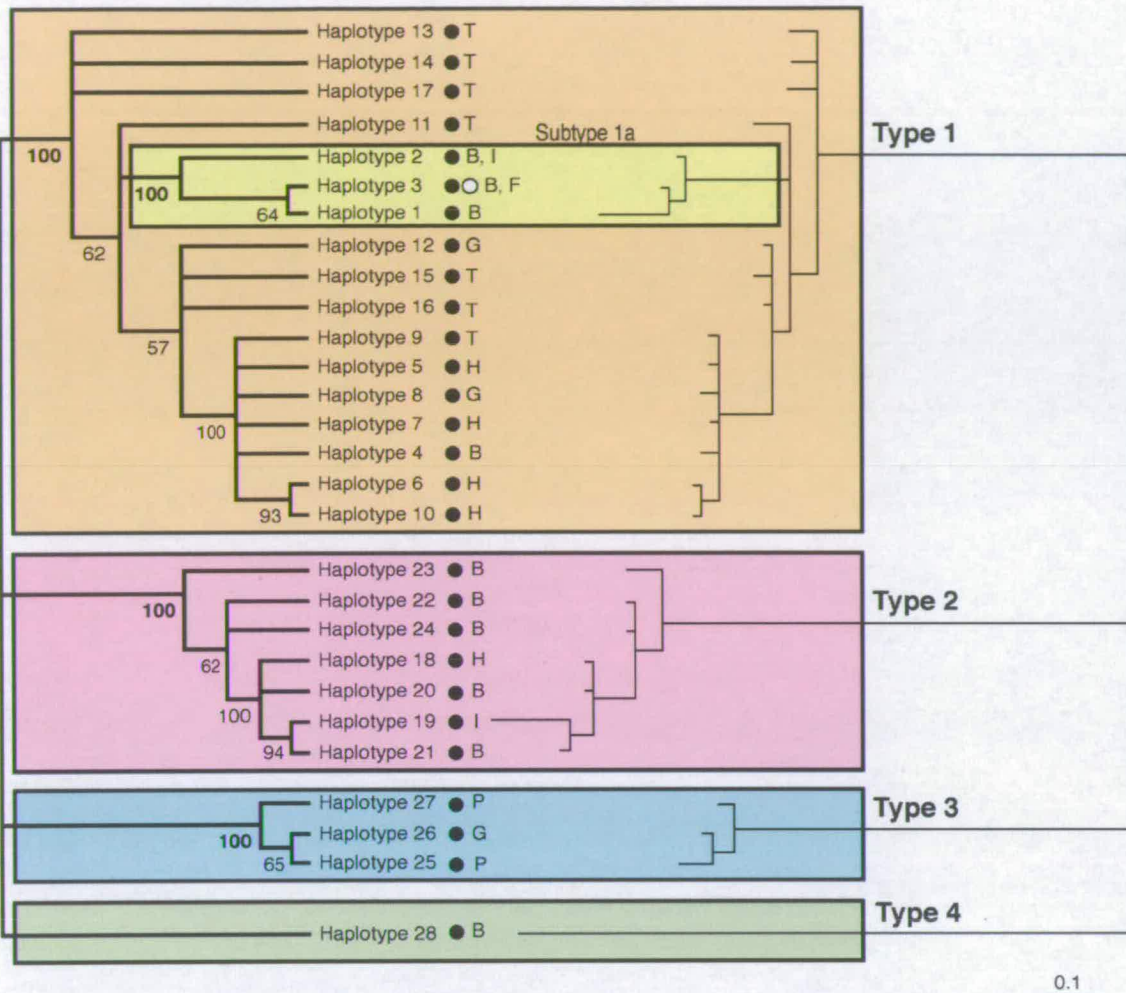 Haplotype 13 ● T
Haplotype 14 ● T
Haplotype 17 ● T
Haplotype 11 ● T
Type 1
100
Subtype 1a
Haplotype 2 ● B, I
100
Haplotype 3 ●○ B, F
64
Haplotype 1 ● B
62
Haplotype 12 ● G
Haplotype 15 ● T
Haplotype 16 ● T
57
Haplotype 9 ● T
Haplotype 5 ● H
Haplotype 8 ● G
100
Haplotype 7 ● H
Haplotype 4 ● B
Haplotype 6 ● H
93
Haplotype 10 ● H
Haplotype 23 ● B
100
Haplotype 22 ● B
Type 2
Haplotype 24 ● B
62
Haplotype 18 ● H
Haplotype 20 ● B
100
Haplotype 19 ● I
94
Haplotype 21 ● B
Haplotype 27 ● P
Type 3
100
Haplotype 26 ● G
65
Haplotype 25 ● P
Type 4
Haplotype 28 ● B
0.1